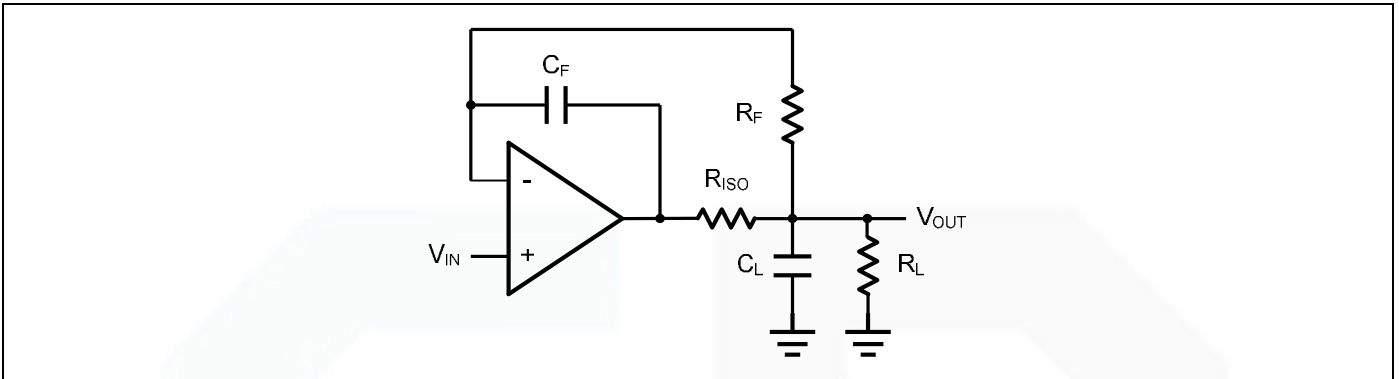 C_F
R_F
-
R_ISO
V_OUT
V_IN
+
C_L
R_L